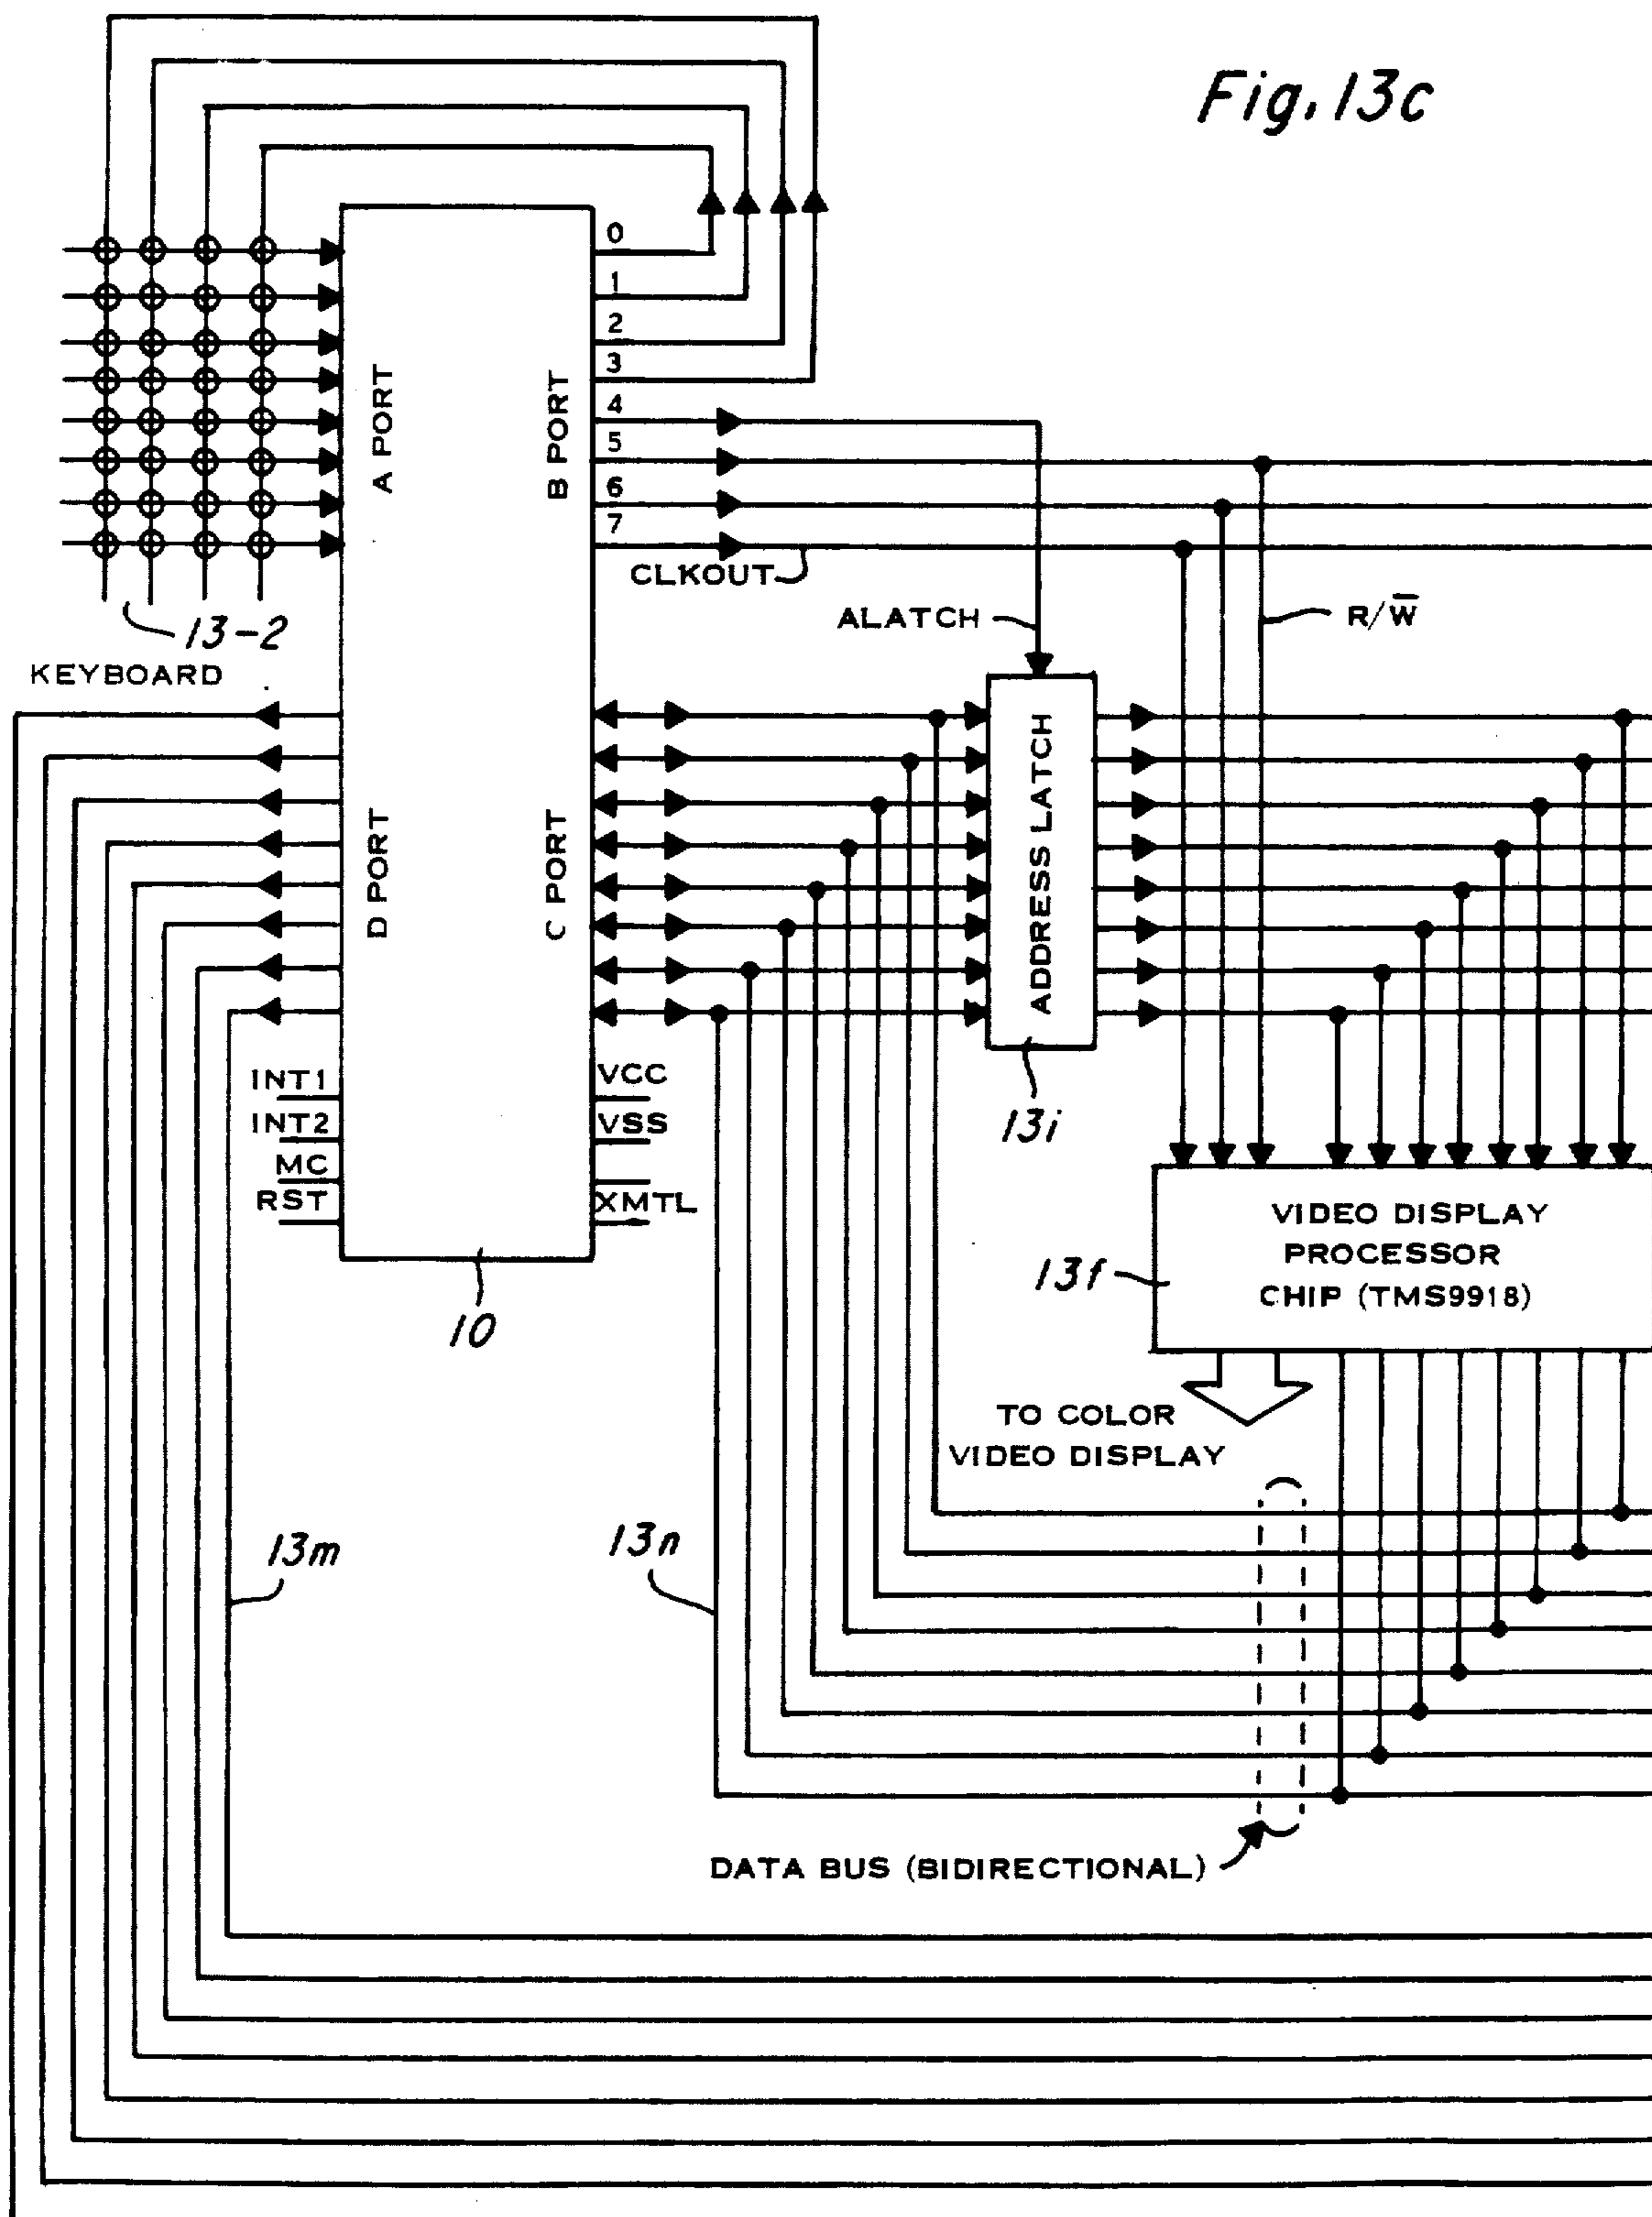 Fig. 13c
0
1
2
3
4
5
6
7
A PORT
B PORT
CLKOUT
ALATCH
R/W̅
13-2
KEYBOARD
D PORT
C PORT
ADDRESS LATCH
13i
INT1
INT2
MC
RST
VCC
VSS
XMTL
10
VIDEO DISPLAY
PROCESSOR
CHIP (TMS9918)
13f
TO COLOR
VIDEO DISPLAY
13m
13n
DATA BUS (BIDIRECTIONAL)